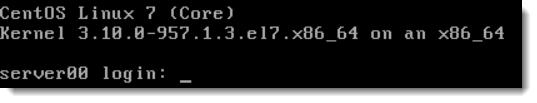 CentOS Linux 7 (Core)
Kernel 3.10.0-957.1.3.el7.x86_64 on an x86_64
server00 login: _